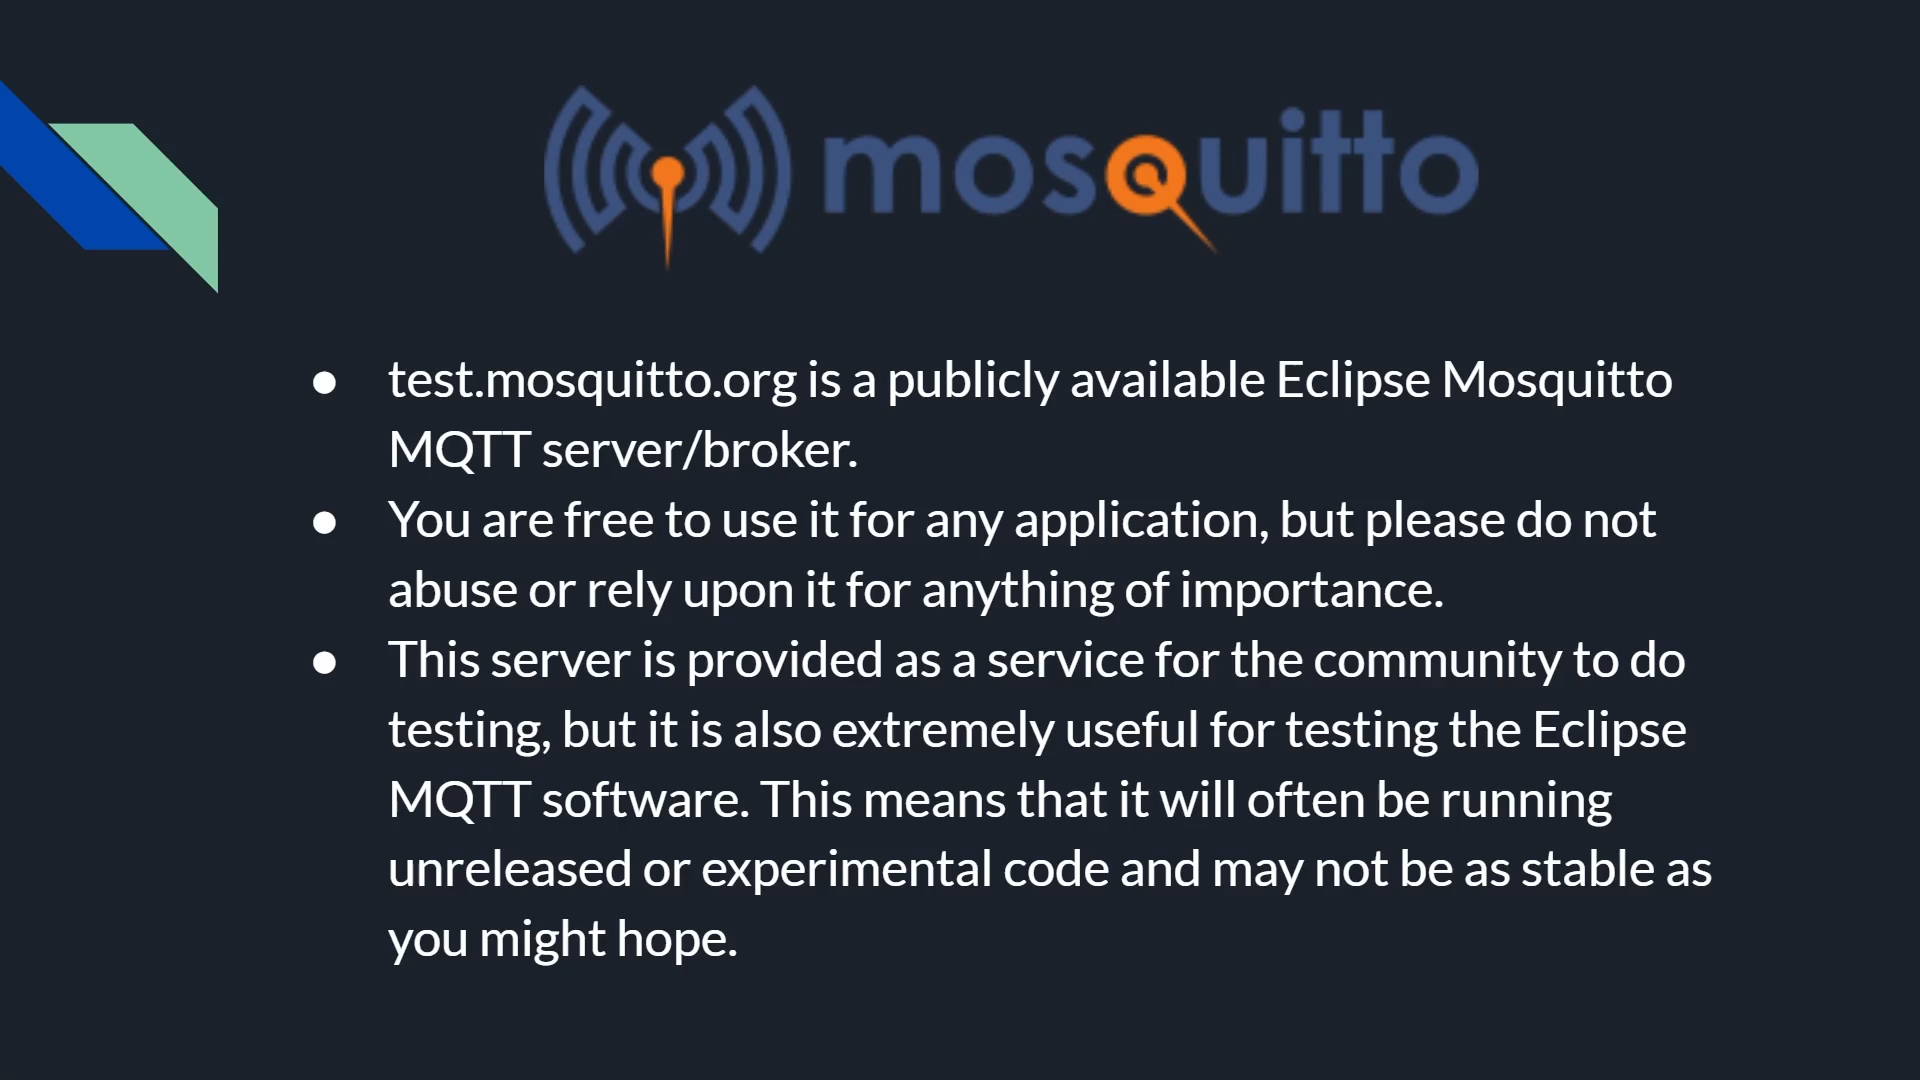 mosquitto
● test.mosquitto.org is a publicly available Eclipse Mosquitto
MQTT server/broker.
● You are free to use it for any application, but please do not
abuse or rely upon it for anything of importance.
● This server is provided as a service for the community to do
testing, but it is also extremely useful for testing the Eclipse
MQTT software. This means that it will often be running
unreleased or experimental code and may not be as stable as
you might hope.